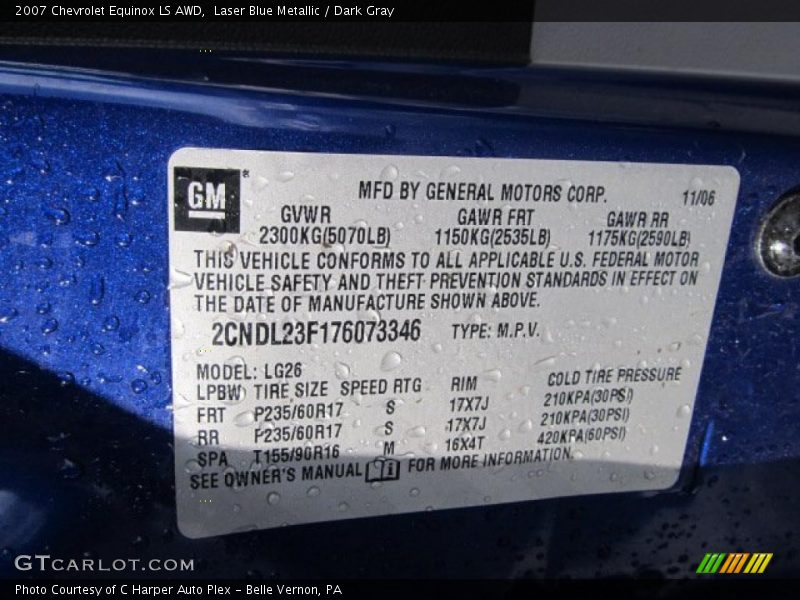 2007 Chevrolet Equinox LS AWD,  Laser Blue Metallic / Dark Gray
GM®
MFD BY GENERAL MOTORS CORP. 11/06
GVWR GAWR FRT GAWR RR
2300KG(5070LB) 1150KG(2535LB) 1175KG(2590LB)
THIS VEHICLE CONFORMS TO ALL APPLICABLE U.S. FEDERAL MOTOR
VEHICLE SAFETY AND THEFT PREVENTION STANDARDS IN EFFECT ON
THE DATE OF MANUFACTURE SHOWN ABOVE.
2CNDL23F176073346 TYPE: M.P.V.
MODEL: LG26
LPBW TIRE SIZE SPEED RTG RIM COLD TIRE PRESSURE
FRT P235/60R17 S 17X7J 210KPA(30PSI)
RR P235/60R17 S 17X7J 210KPA(30PSI)
SPA T155/90R16 M 16X4T 420KPA(60PSI)
SEE OWNER'S MANUAL FOR MORE INFORMATION.
GTCARLOT.COM
Photo Courtesy of C Harper Auto Plex - Belle Vernon, PA